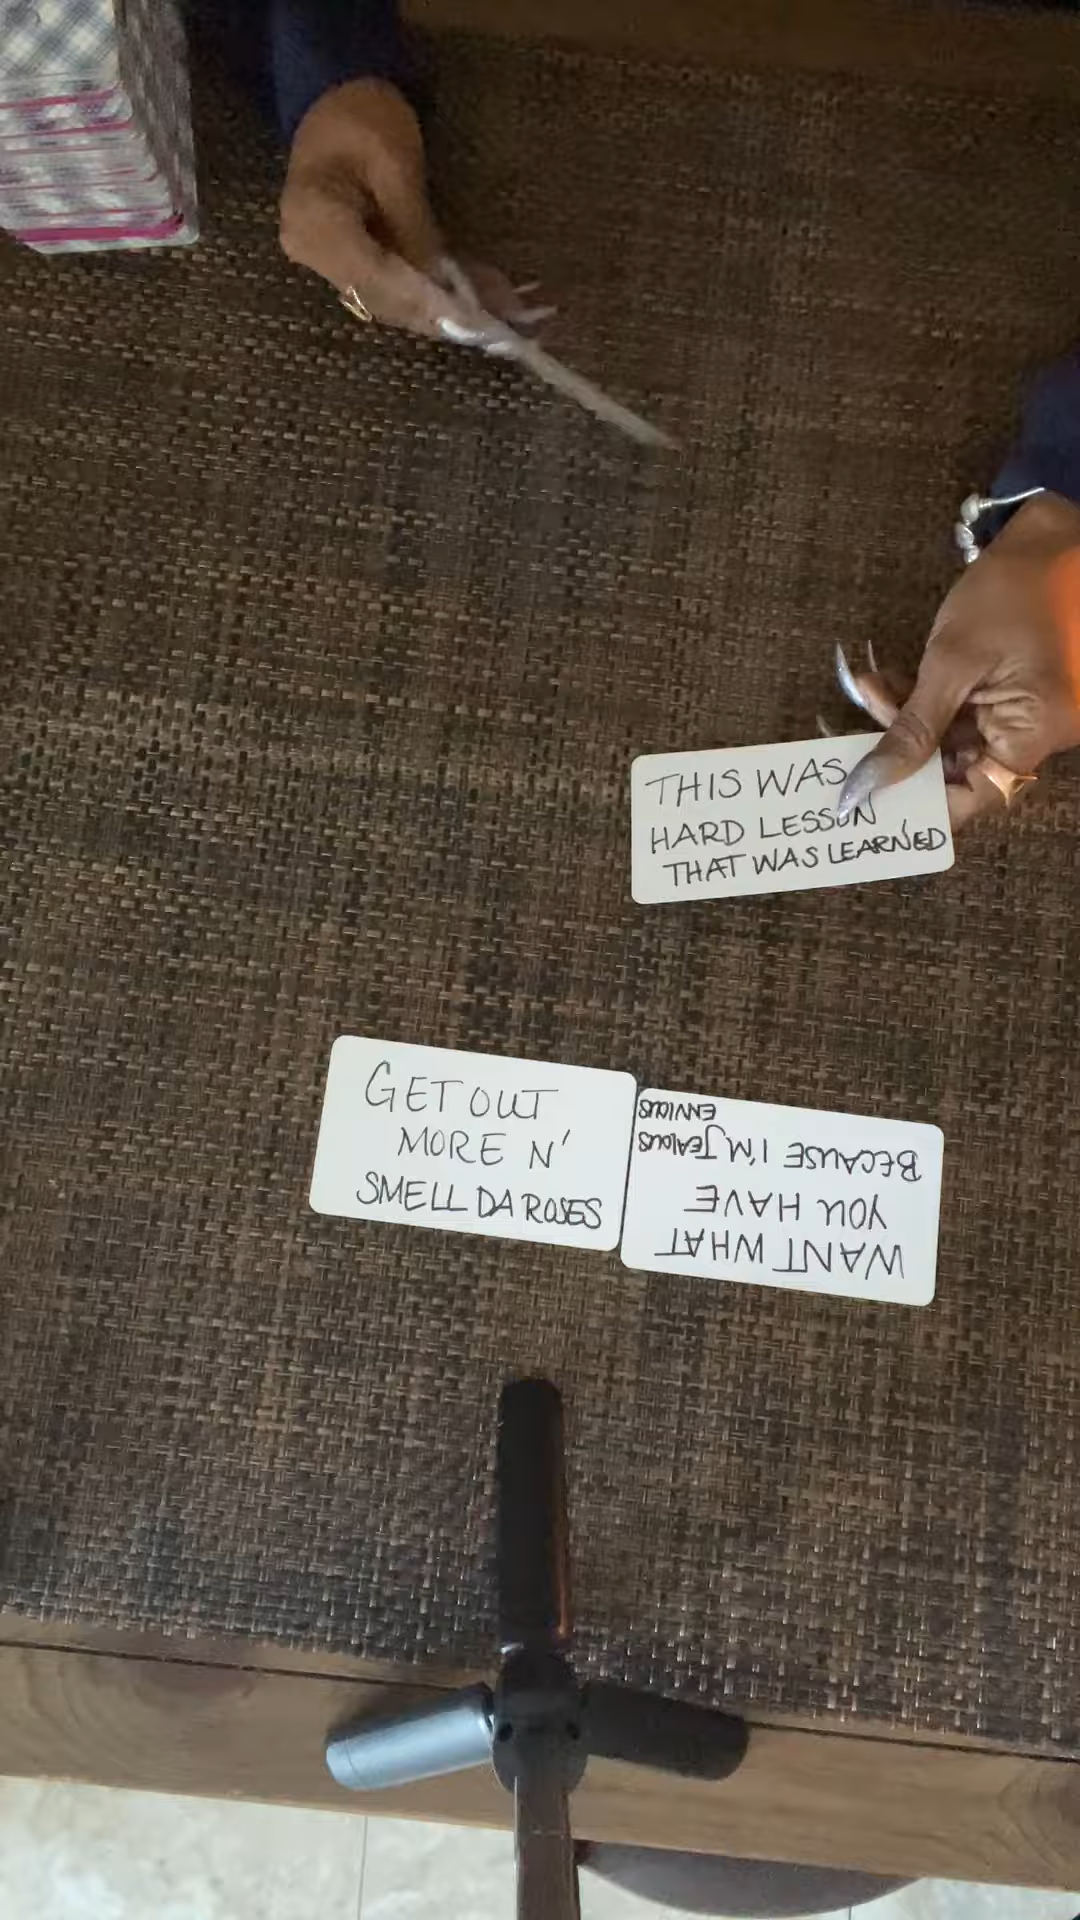 THIS WAS
HARD LESSON
THAT WAS LEARNED
GET OUT
MORE N'
SMELL DA ROSES
WANT WHAT
YOU HAVE
BECAUSE I'M JEALOUS
ENVIOUS